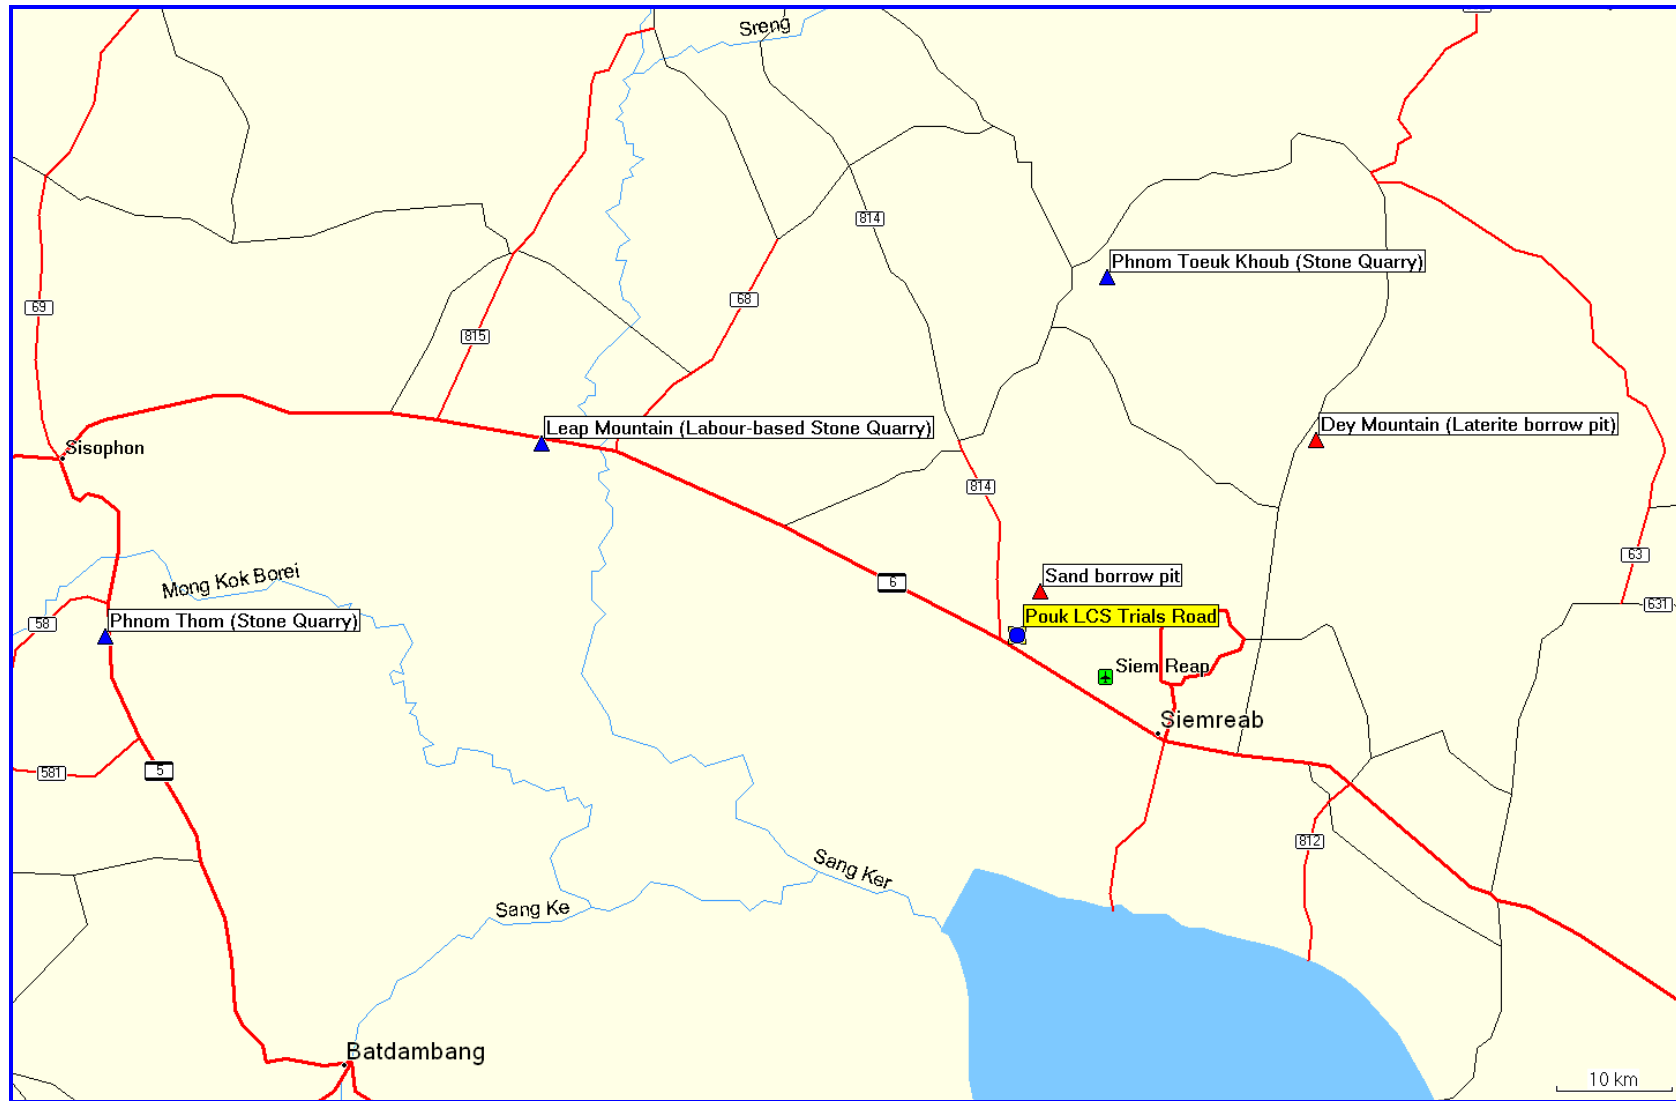 Sreng
814
Phnom Toeuk Khoub (Stone Quarry)
69
68
815
Leap Mountain (Labour-based Stone Quarry)
Dey Mountain (Laterite borrow pit)
Sisophon
814
63
6
Sand borrow pit
Mong Kok Borei
631
Pouk LCS Trials Road
Phnom Thom (Stone Quarry)
58
Siem Reap
Siemreab
581
5
812
Sang Ker
Sang Ke
Batdambang
10 km